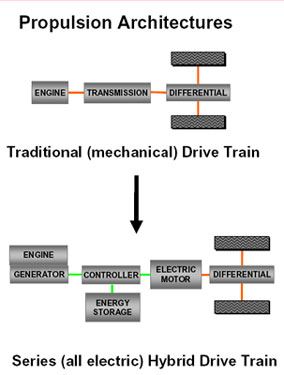 Propulsion Architectures
ENGINE TRANSMISSION DIFFERENTIAL
Traditional (mechanical) Drive Train
ENGINE
GENERATOR CONTROLLER ELECTRIC MOTOR DIFFERENTIAL
ENERGY STORAGE
Series (all electric) Hybrid Drive Train